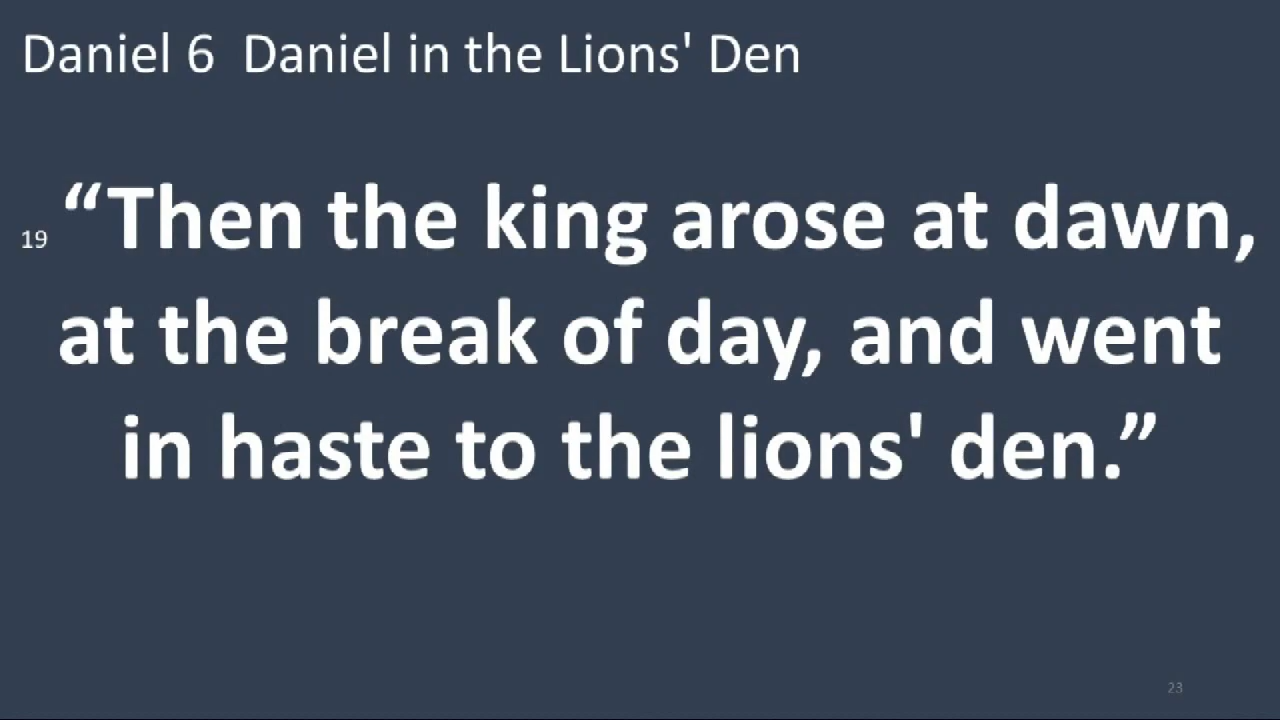 Daniel 6  Daniel in the Lions' Den
19 “Then the king arose at dawn,
at the break of day, and went
in haste to the lions' den.”
23